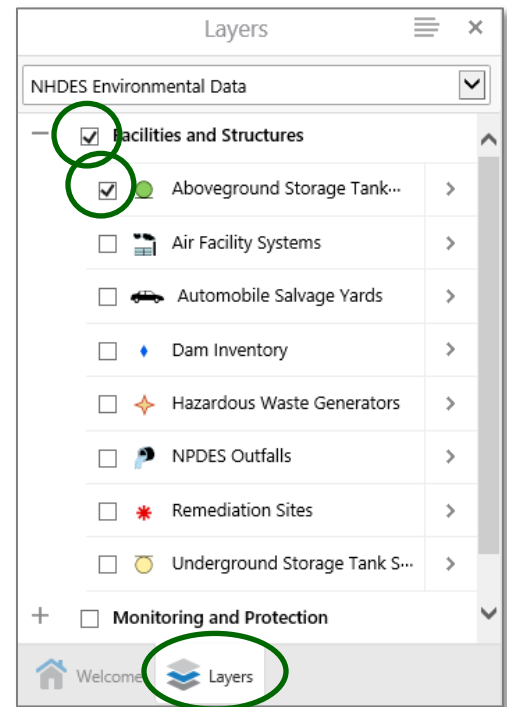 Layers
NHDES Environmental Data
Facilities and Structures
Aboveground Storage Tank...
Air Facility Systems
Automobile Salvage Yards
Dam Inventory
Hazardous Waste Generators
NPDES Outfalls
Remediation Sites
Underground Storage Tank S...
Monitoring and Protection
Welcome Layers